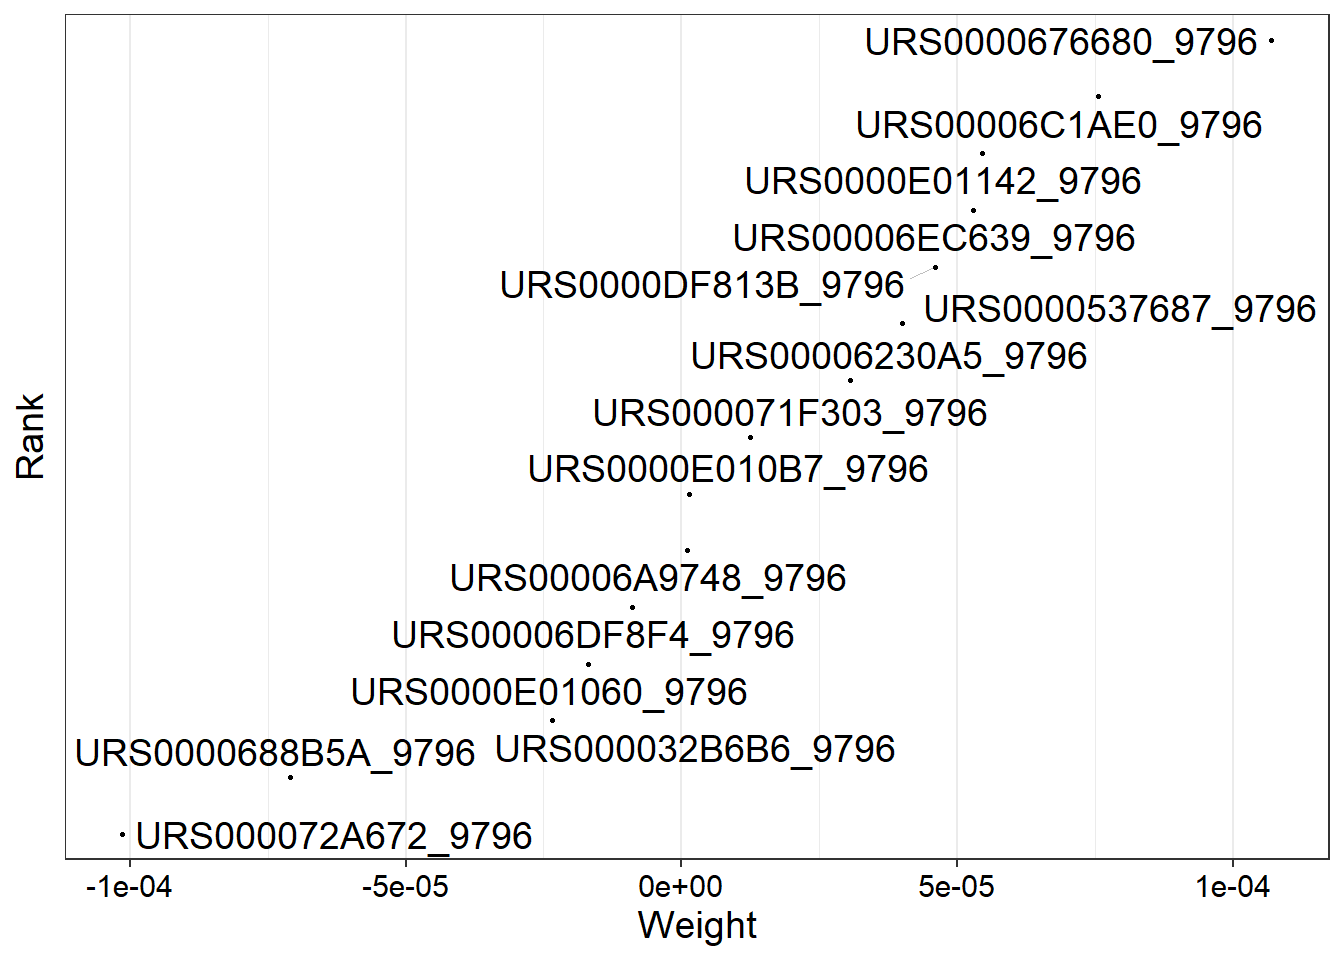 URS0000676680_9796
URS00006C1AE0_9796
URS0000E01142_9796
URS00006EC639_9796
URS0000DF813B_9796
URS0000537687_9796
URS00006230A5_9796
URS000071F303_9796
URS0000E010B7_9796
URS00006A9748_9796
URS00006DF8F4_9796
URS0000E01060_9796
URS0000688B5A_9796
URS000032B6B6_9796
URS000072A672_9796
Rank
-1e-04
-5e-05
0e+00
5e-05
1e-04
Weight